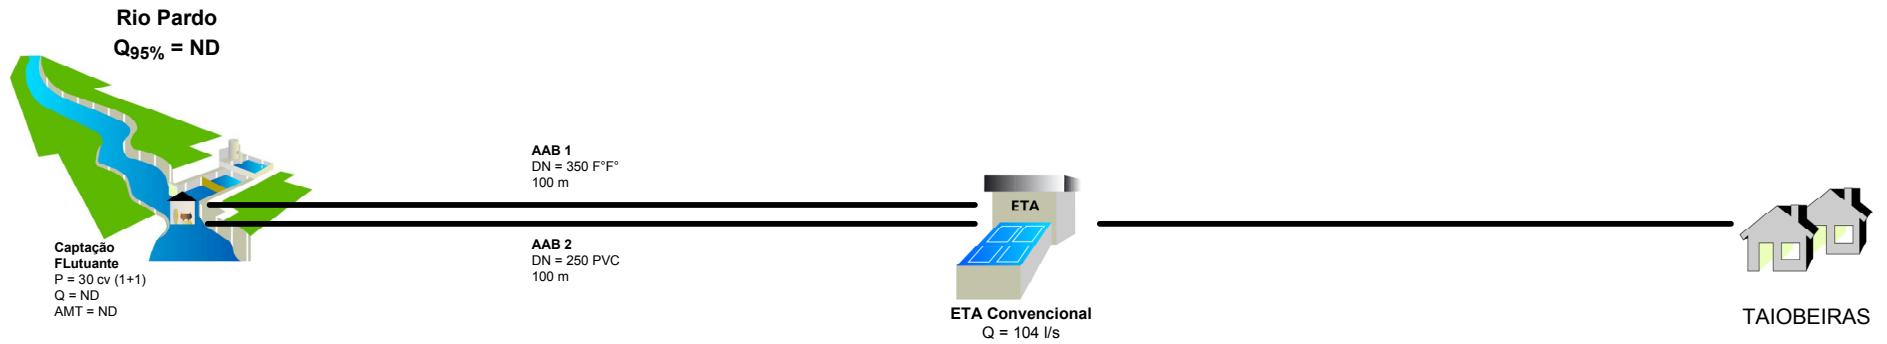 Rio Pardo
Q95% = ND
AAB 1
DN = 350 F°F°
100 m
ETA
Captação
FLutuante
P = 30 cv (1+1)
Q = ND
AMT = ND
AAB 2
DN = 250 PVC
100 m
ETA Convencional
Q = 104 l/s
TAIOBEIRAS